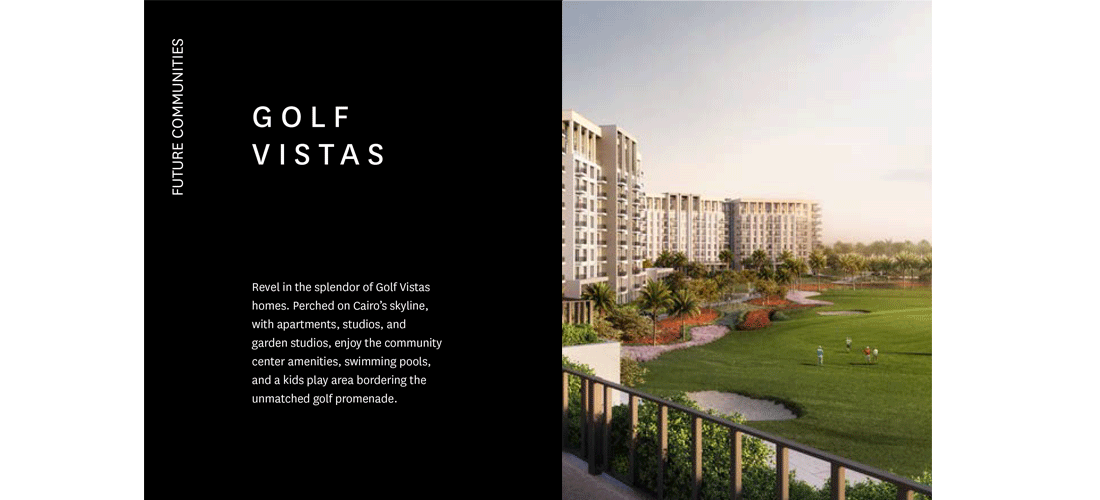 FUTURE COMMUNITIES
GOLF
VISTAS
Revel in the splendor of Golf Vistas
homes. Perched on Cairo’s skyline,
with apartments, studios, and
garden studios, enjoy the community
center amenities, swimming pools,
and a kids play area bordering the
unmatched golf promenade.